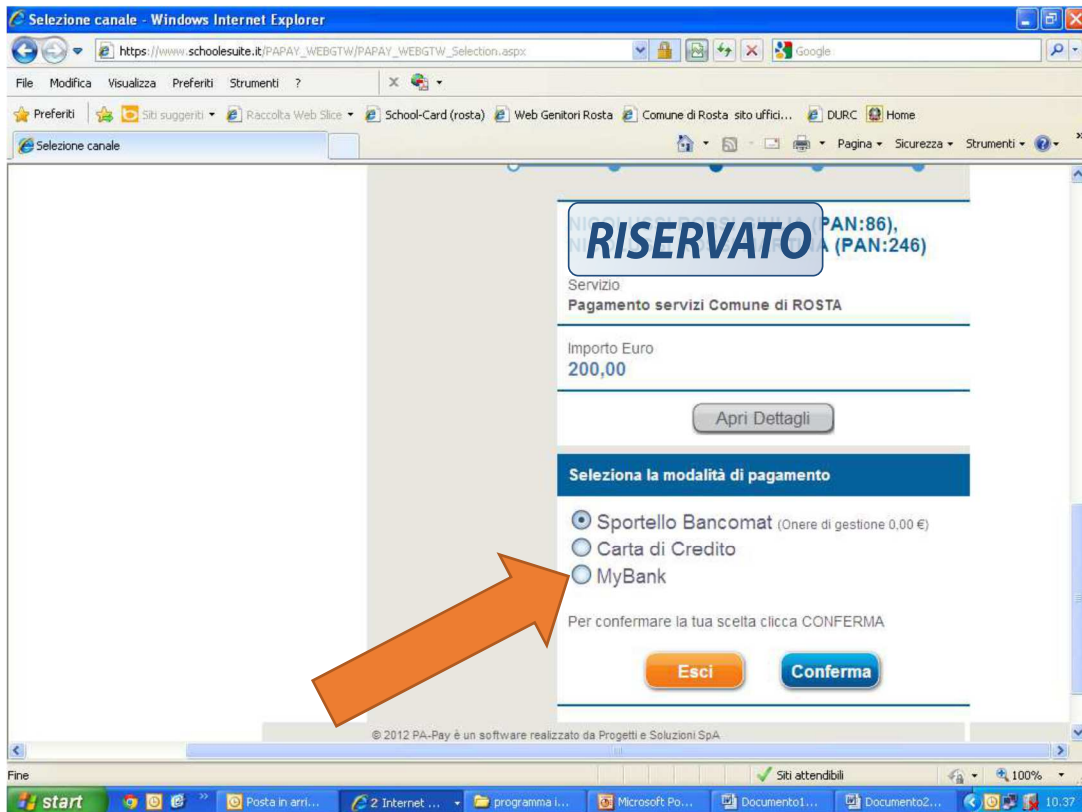 Selezione canale - Windows Internet Explorer
https://www.schoolesuite.it/PAPAY_WEBGTW/PAPAY_WEBGTW_Selection.aspx
Google
File Modifica Visualizza Preferiti Strumenti ?
Preferiti Siti suggeriti Raccolta Web Slice School-Card (rosta) Web Genitori Rosta Comune di Rosta sito uffici... DURC Home
Selezione canale
Pagina Sicurezza Strumenti
RISERVATO
(PAN:86),
(PAN:246)
Servizio
Pagamento servizi Comune di ROSTA
Importo Euro
200,00
Apri Dettagli
Seleziona la modalità di pagamento
Sportello Bancomat (Onere di gestione 0,00 €)
Carta di Credito
MyBank
Per confermare la tua scelta clicca CONFERMA
Esci Conferma
© 2012 PA-Pay è un software realizzato da Progetti e Soluzioni SpA
Fine Siti attendibili 100%
start Posta in arri... 2 Internet ... programma i... Microsoft Po... Documento1... Documento2... 10.37